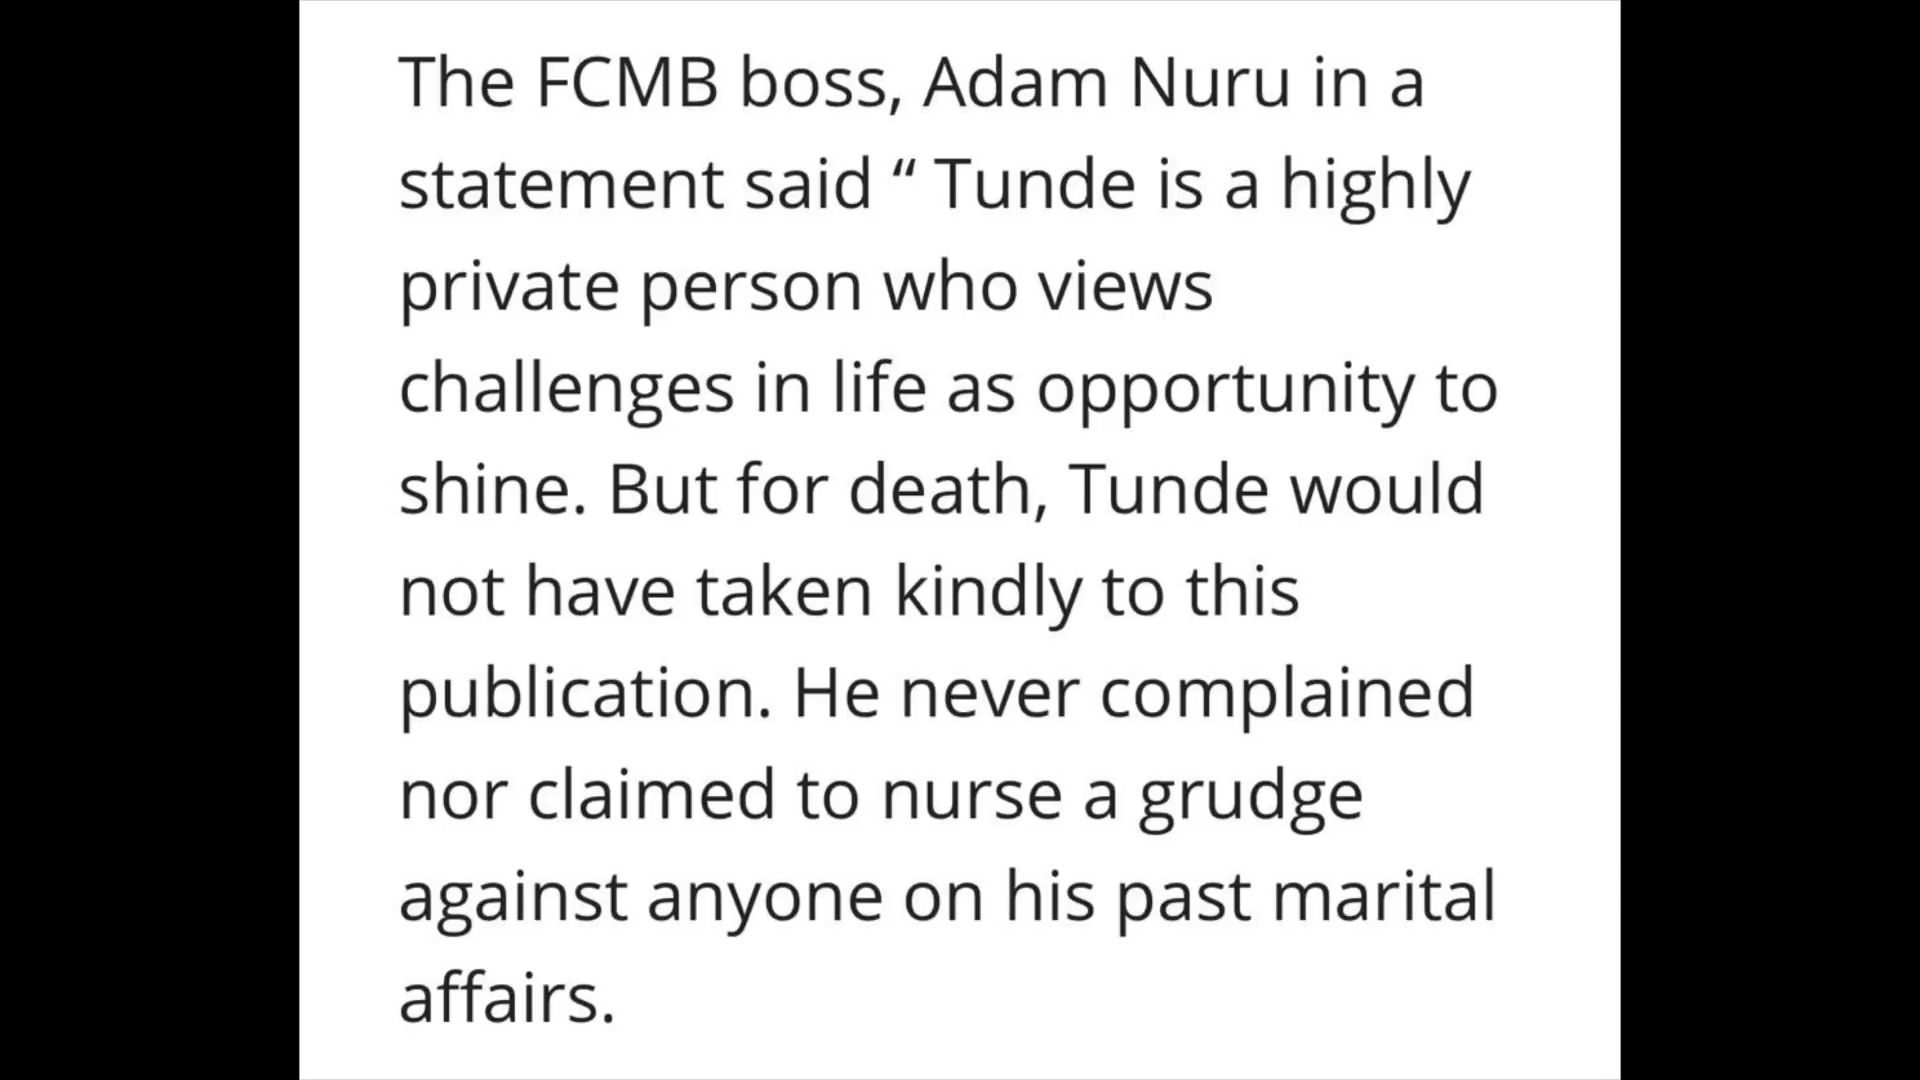 The FCMB boss, Adam Nuru in a
statement said “ Tunde is a highly
private person who views
challenges in life as opportunity to
shine. But for death, Tunde would
not have taken kindly to this
publication. He never complained
nor claimed to nurse a grudge
against anyone on his past marital
affairs.